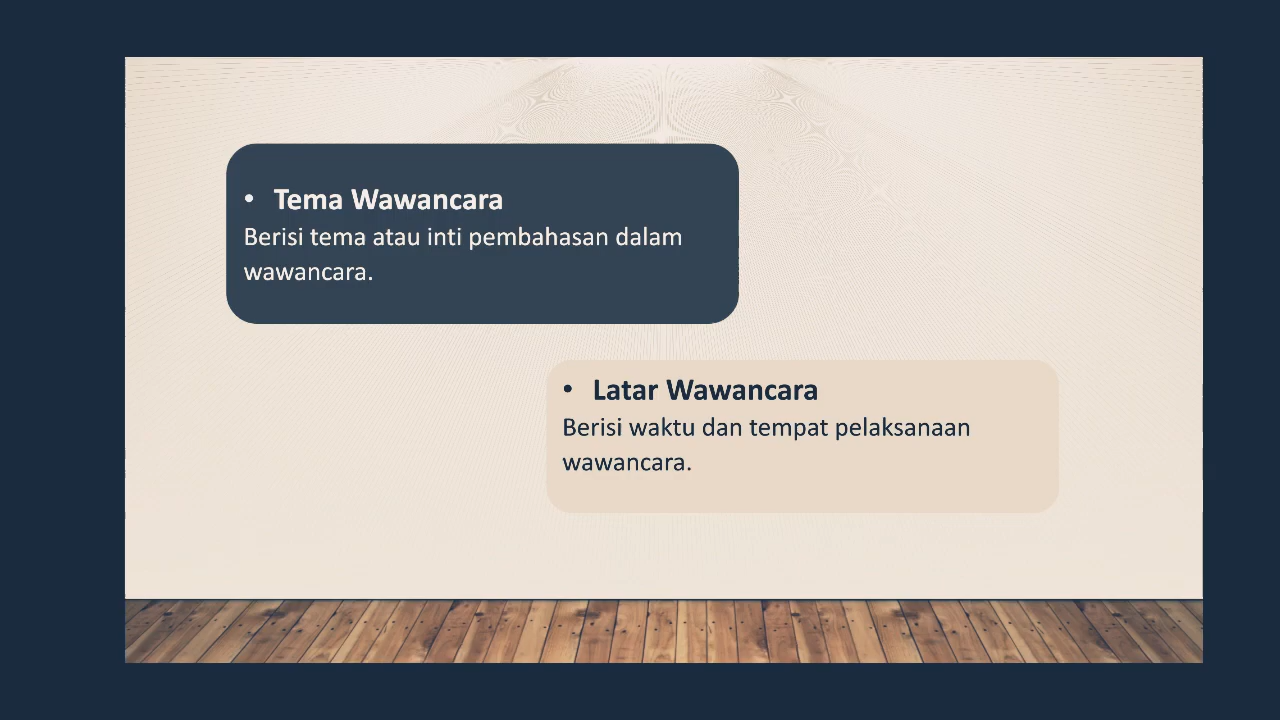 • Tema Wawancara
Berisi tema atau inti pembahasan dalam
wawancara.
• Latar Wawancara
Berisi waktu dan tempat pelaksanaan
wawancara.